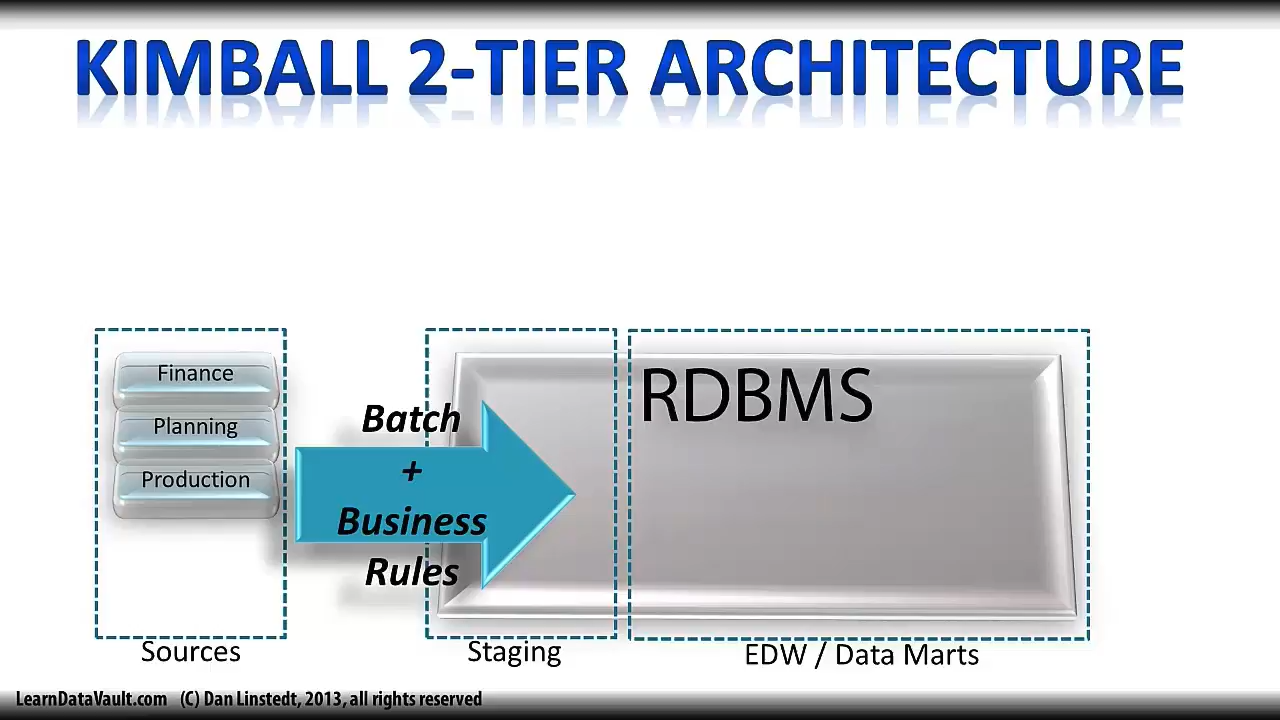 KIMBALL 2-TIER ARCHITECTURE
Finance
Planning
Production
Batch
+
Business
Rules
RDBMS
Sources
Staging
EDW / Data Marts
LearnDataVault.com (C) Dan Linstedt, 2013, all rights reserved